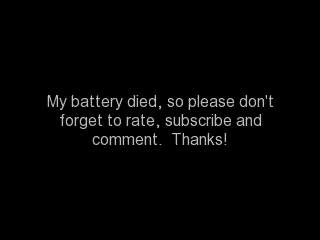 My battery died, so please don't
forget to rate, subscribe and
comment.  Thanks!